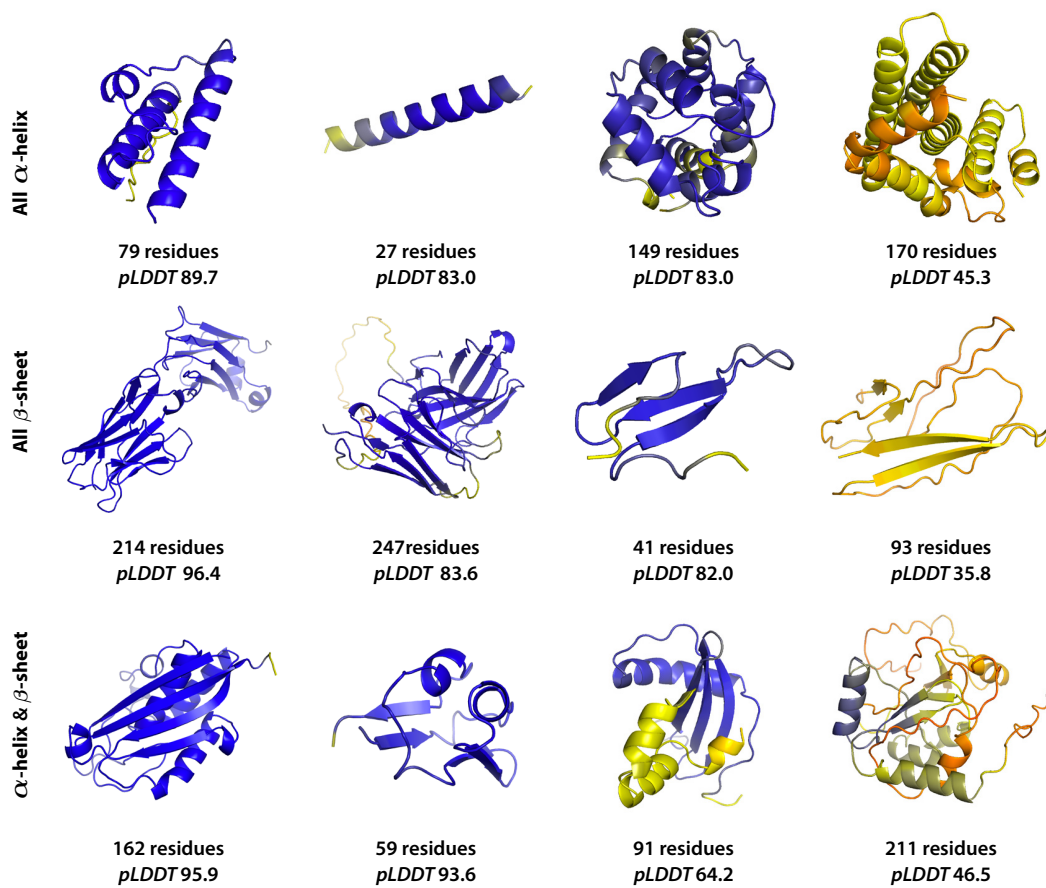 All α-helix
79 residues
pLDDT 89.7
27 residues
pLDDT 83.0
149 residues
pLDDT 83.0
170 residues
pLDDT 45.3
All β-sheet
214 residues
pLDDT 96.4
247residues
pLDDT 83.6
41 residues
pLDDT 82.0
93 residues
pLDDT 35.8
α-helix & β-sheet
162 residues
pLDDT 95.9
59 residues
pLDDT 93.6
91 residues
pLDDT 64.2
211 residues
pLDDT 46.5